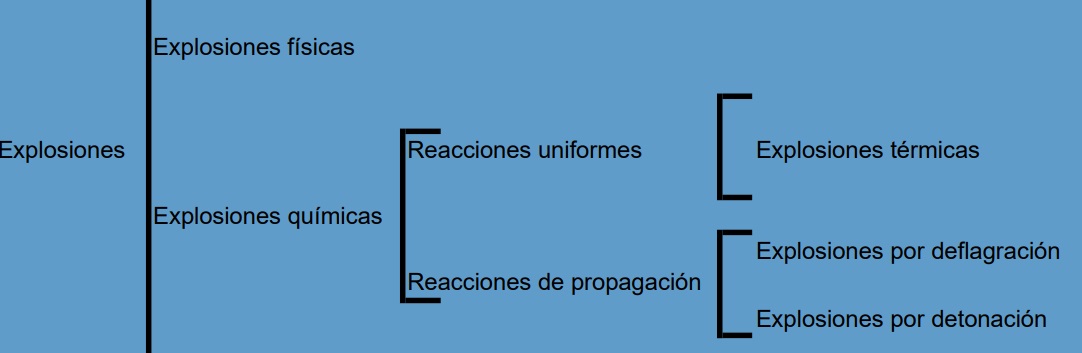 Explosiones físicas
Explosiones
Reacciones uniformes
Explosiones térmicas
Explosiones químicas
Explosiones por deflagración
Reacciones de propagación
Explosiones por detonación